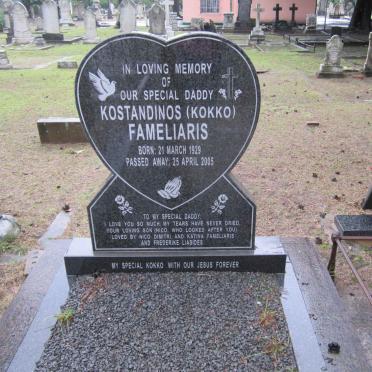 IN LOVING MEMORY
OF
OUR SPECIAL DADDY
KOSTANDINOS (KOKKO)
FAMELIARIS
BORN: 21 MARCH 1929
PASSED AWAY: 25 APRIL 2005
TO MY SPECIAL DADDY:
I LOVE YOU SO MUCH MY TEARS HAVE NEVER DRIED,
YOUR LOVING SON (NICO, WHO LOOKED AFTER YOU)
LOVED BY NICO, DIMITRI AND KATINA FAMELIARIS
AND FREDERIKE LIASIDES
MY SPECIAL KOKKO WITH OUR JESUS FOREVER